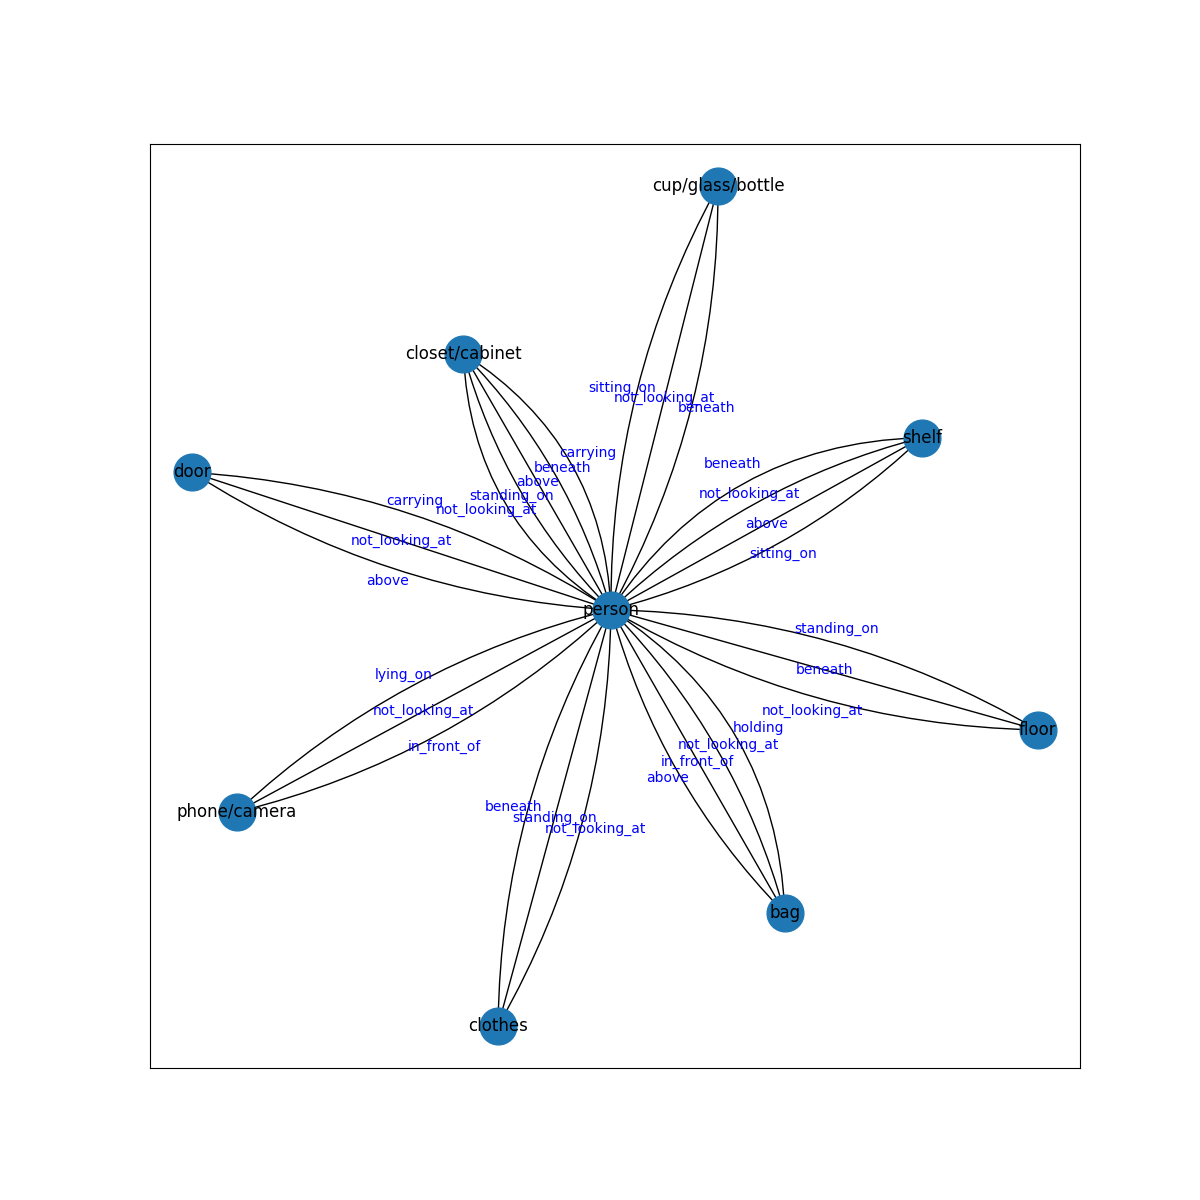 cup/glass/bottle
closet/cabinet
sitting_on
not_looking_at
beneath
shelf
carrying
beneath
above
standing_on
not_looking_at
beneath
not_looking_at
above
sitting_on
door
carrying
not_looking_at
above
person
standing_on
beneath
not_looking_at
floor
lying_on
not_looking_at
in_front_of
phone/camera
holding
not_looking_at
in_front_of
above
bag
beneath
standing_on
not_looking_at
clothes